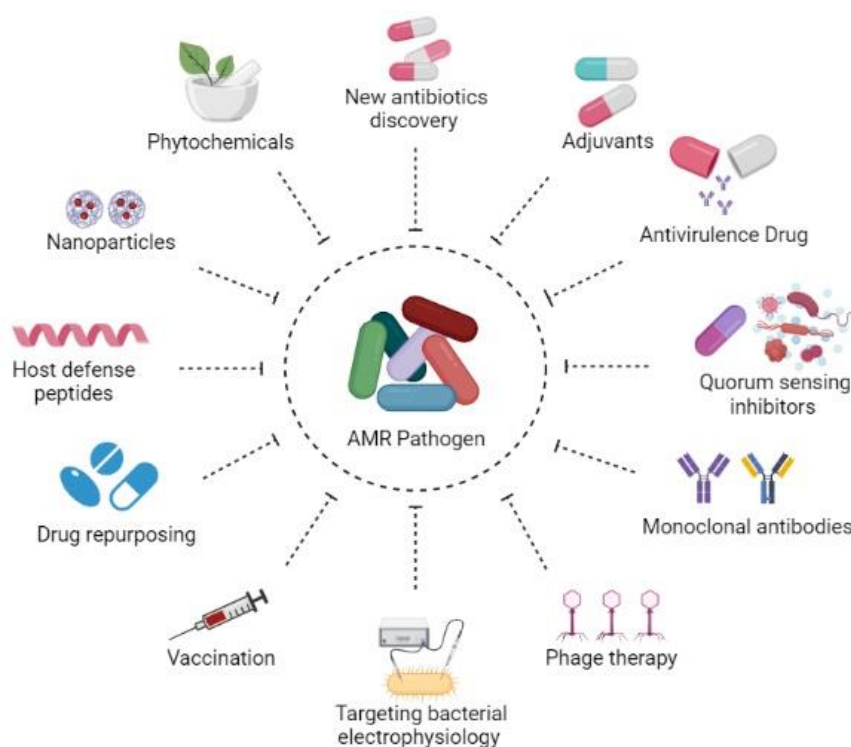 New antibiotics
discovery
Adjuvants
Phytochemicals
Antivirulence Drug
Nanoparticles
Host defense
peptides
Quorum sensing
inhibitors
AMR Pathogen
Monoclonal antibodies
Drug repurposing
Phage therapy
Vaccination
Targeting bacterial
electrophysiology